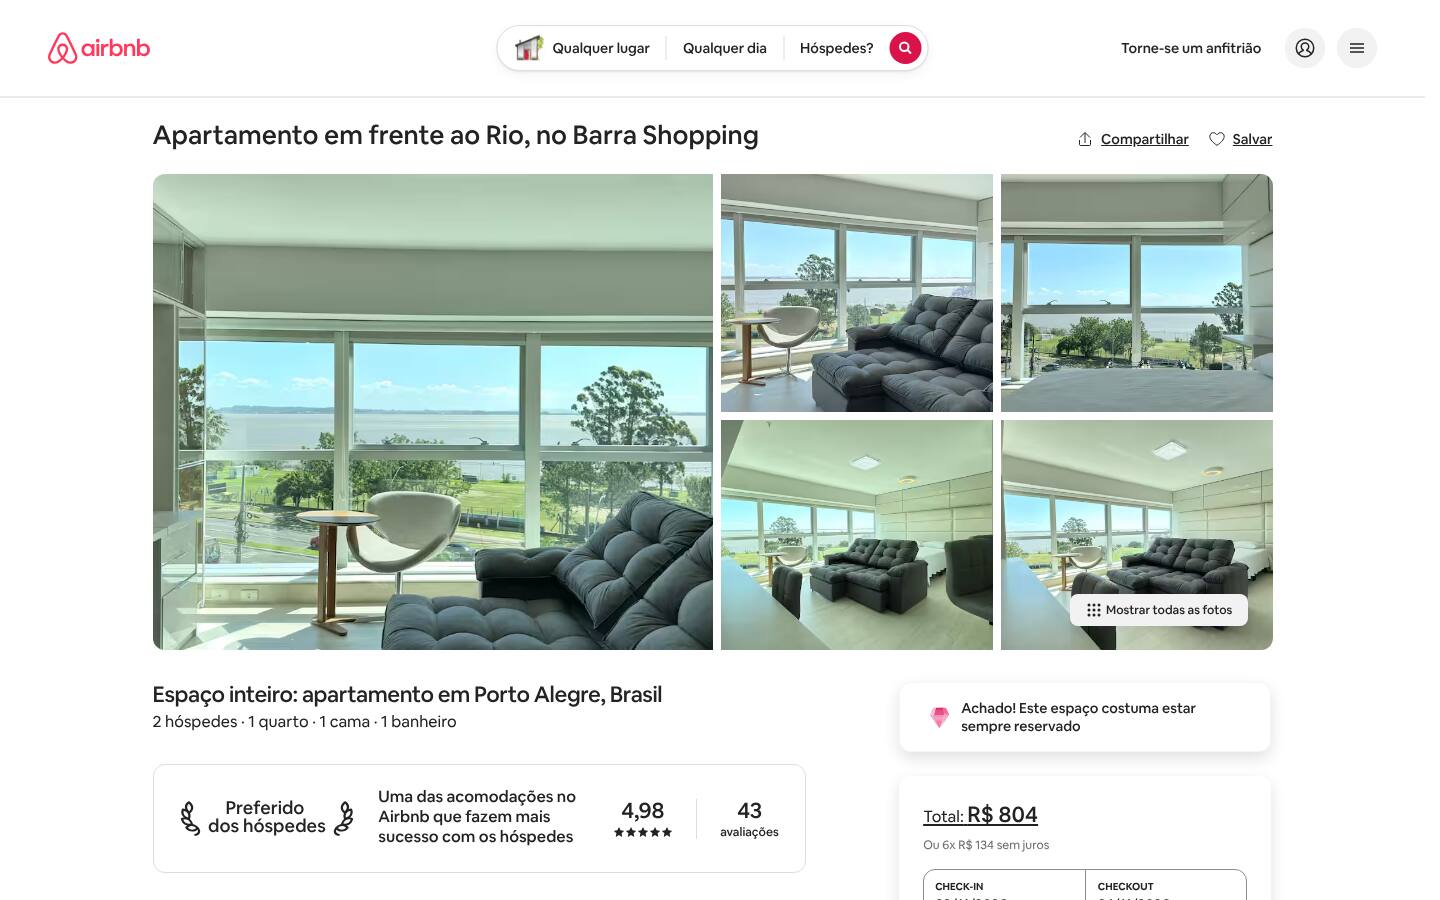 airbnb
Qualquer lugar
Qualquer dia
Hóspedes?
Torne-se um anfitrião
Apartamento em frente ao Rio, no Barra Shopping
Compartilhar
Salvar
Mostrar todas as fotos
Espaço inteiro: apartamento em Porto Alegre, Brasil
2 hóspedes · 1 quarto · 1 cama · 1 banheiro
Preferido
dos hóspedes
Uma das acomodações no
Airbnb que fazem mais
sucesso com os hóspedes
4,98
43
avaliações
Achado! Este espaço costuma estar
sempre reservado
Total: R$ 804
Ou 6x R$ 134 sem juros
CHECK-IN
CHECKOUT